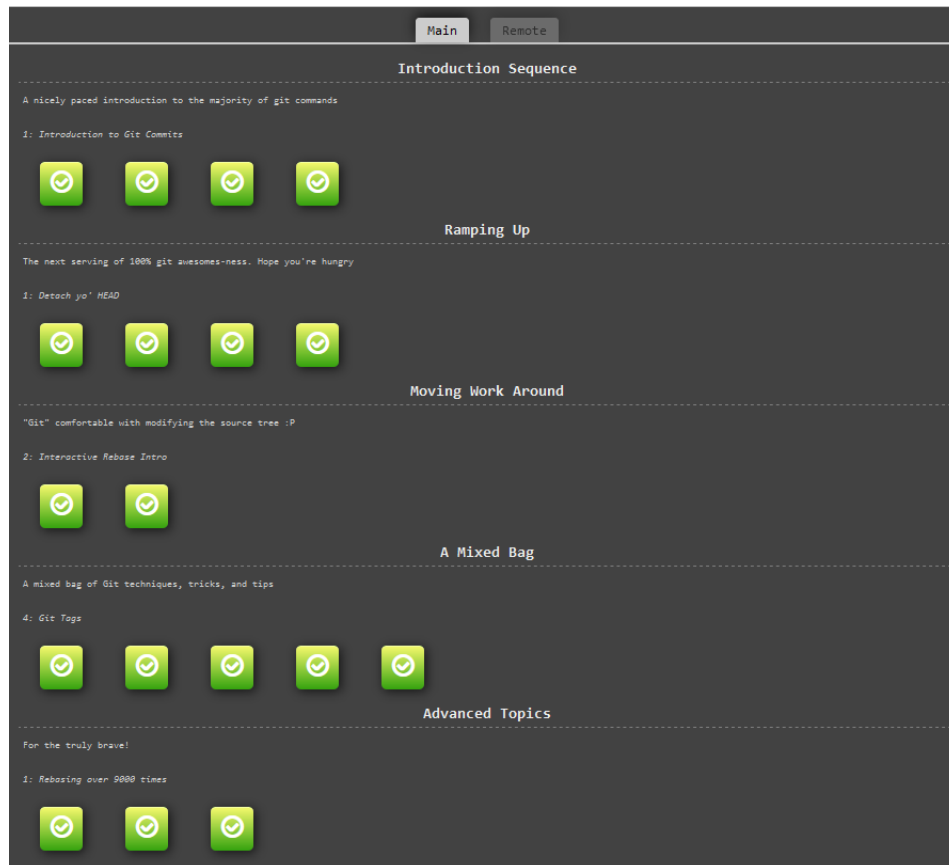 Main Remote
Introduction Sequence
A nicely paced introduction to the majority of git commands
1: Introduction to Git Commits
Ramping Up
The next serving of 100% git awesomes-ness. Hope you're hungry
1: Detach yo' HEAD
Moving Work Around
"Git" comfortable with modifying the source tree :P
2: Interactive Rebase Intro
A Mixed Bag
A mixed bag of Git techniques, tricks, and tips
4: Git Tags
Advanced Topics
For the truly brave!
1: Rebasing over 9000 times